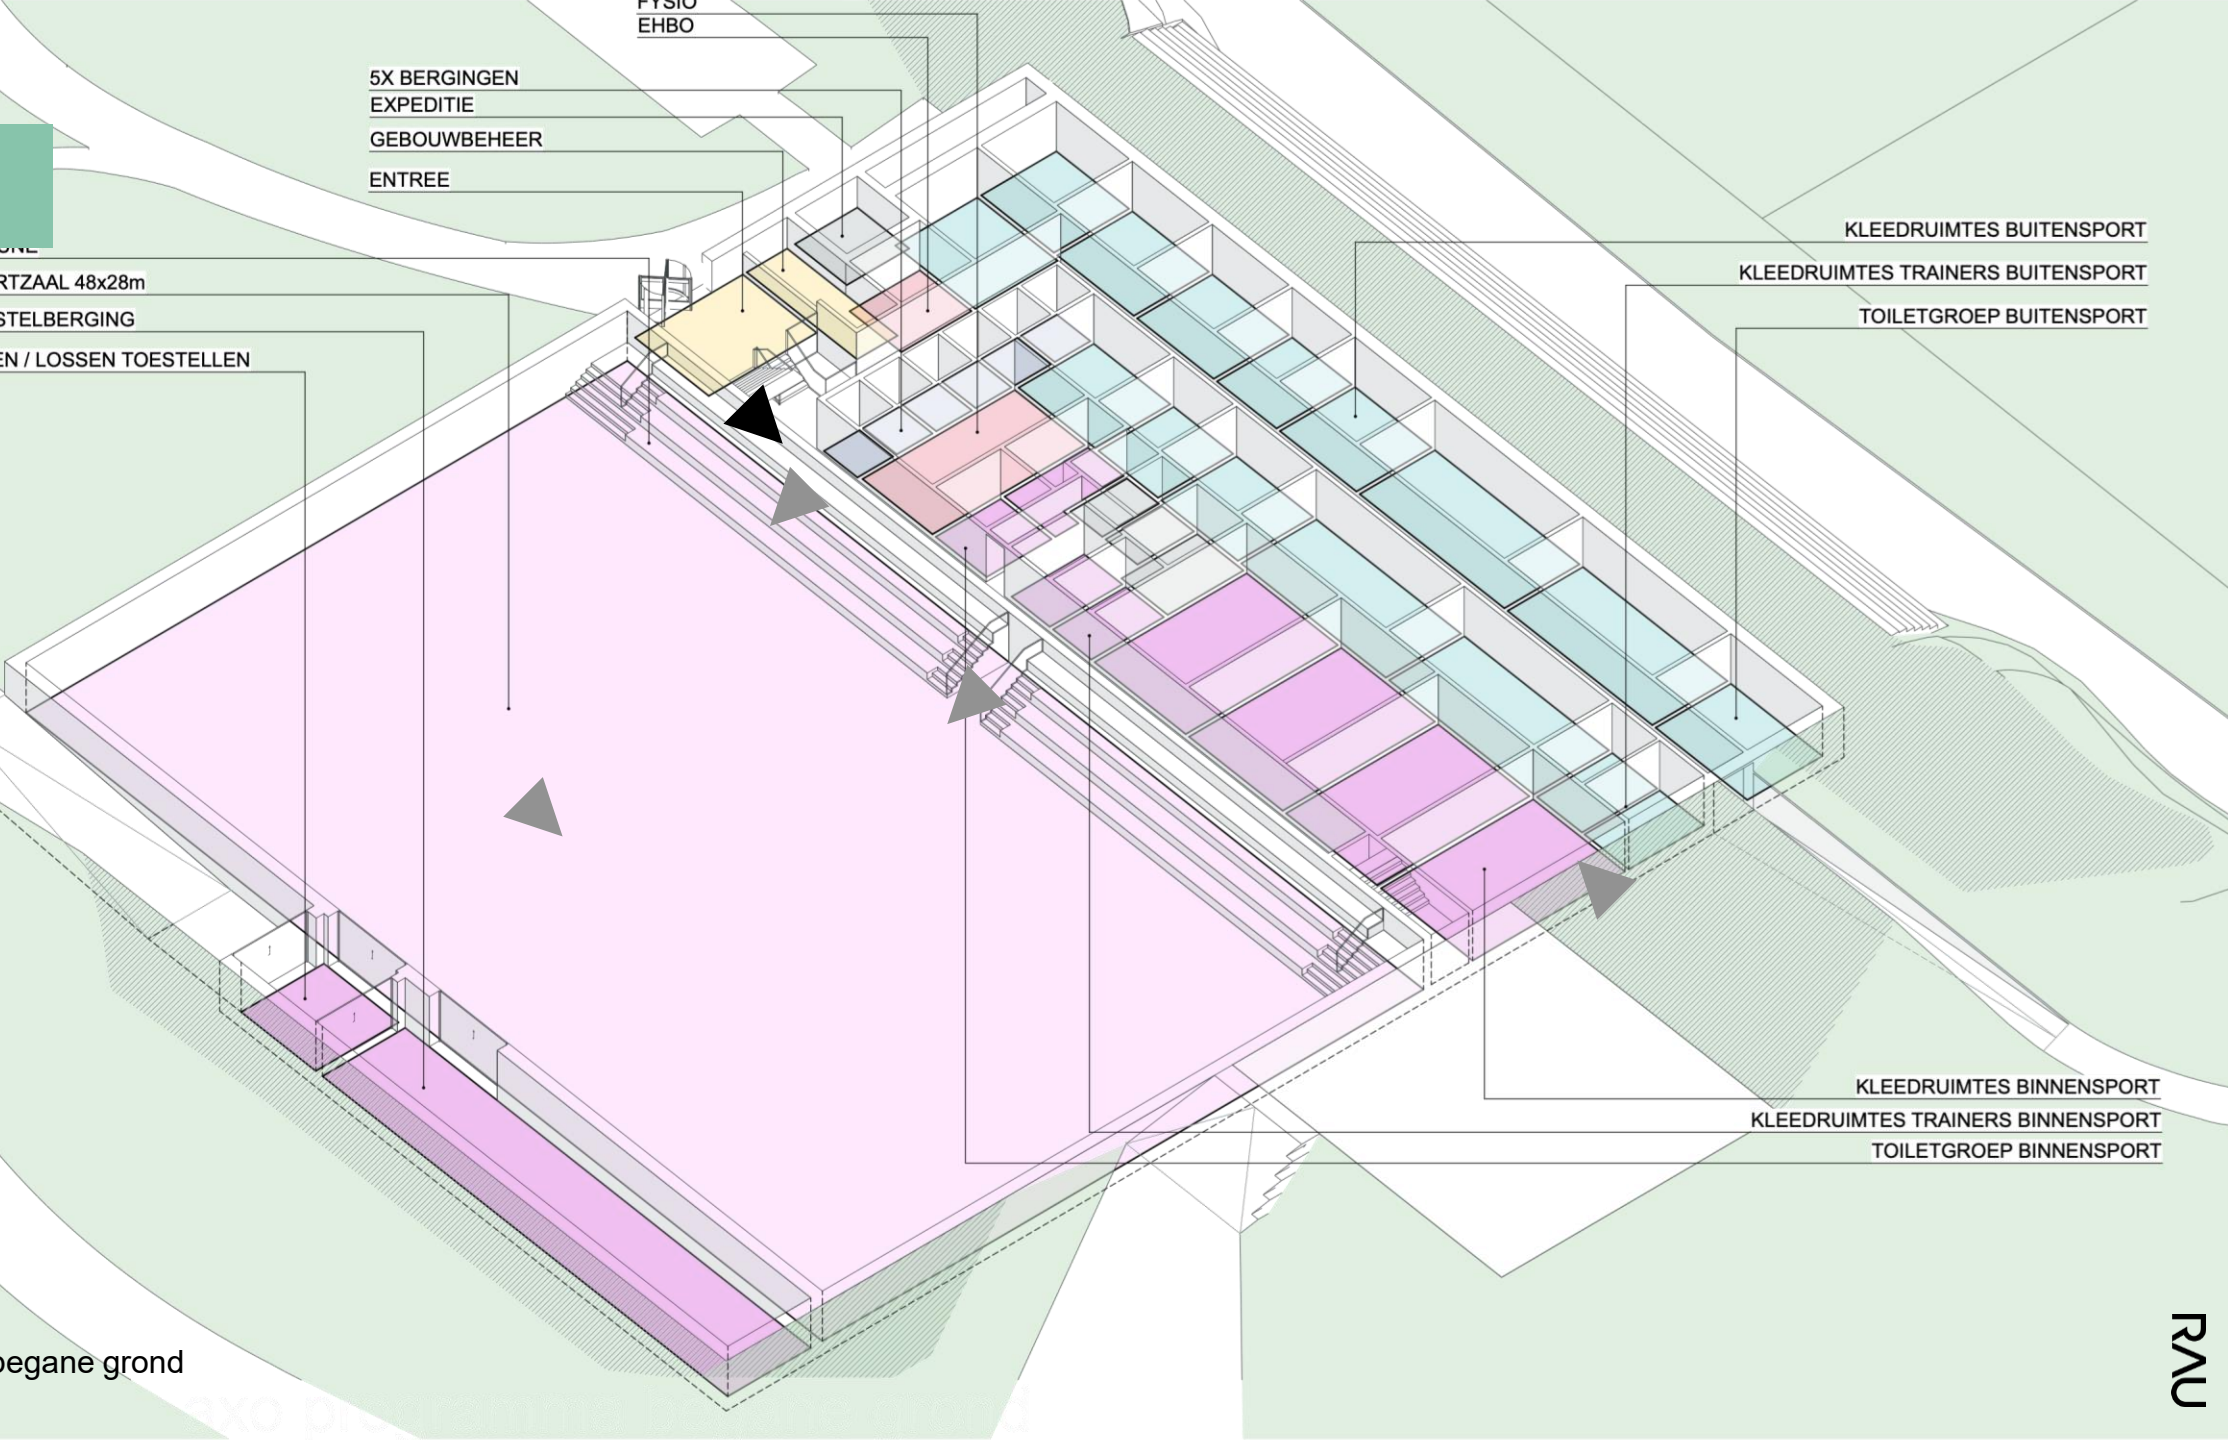 FYSIO
EHBO
5X BERGINGEN
EXPEDITIE
GEBOUWBEHEER
ENTREE
RTZAAL 48x28m
STELBERGING
EN / LOSSEN TOESTELLEN
KLEEDRUIMTES BUITENSPORT
KLEEDRUIMTES TRAINERS BUITENSPORT
TOILETGROEP BUITENSPORT
KLEEDRUIMTES BINNENSPORT
KLEEDRUIMTES TRAINERS BINNENSPORT
TOILETGROEP BINNENSPORT
begane grond
RAU